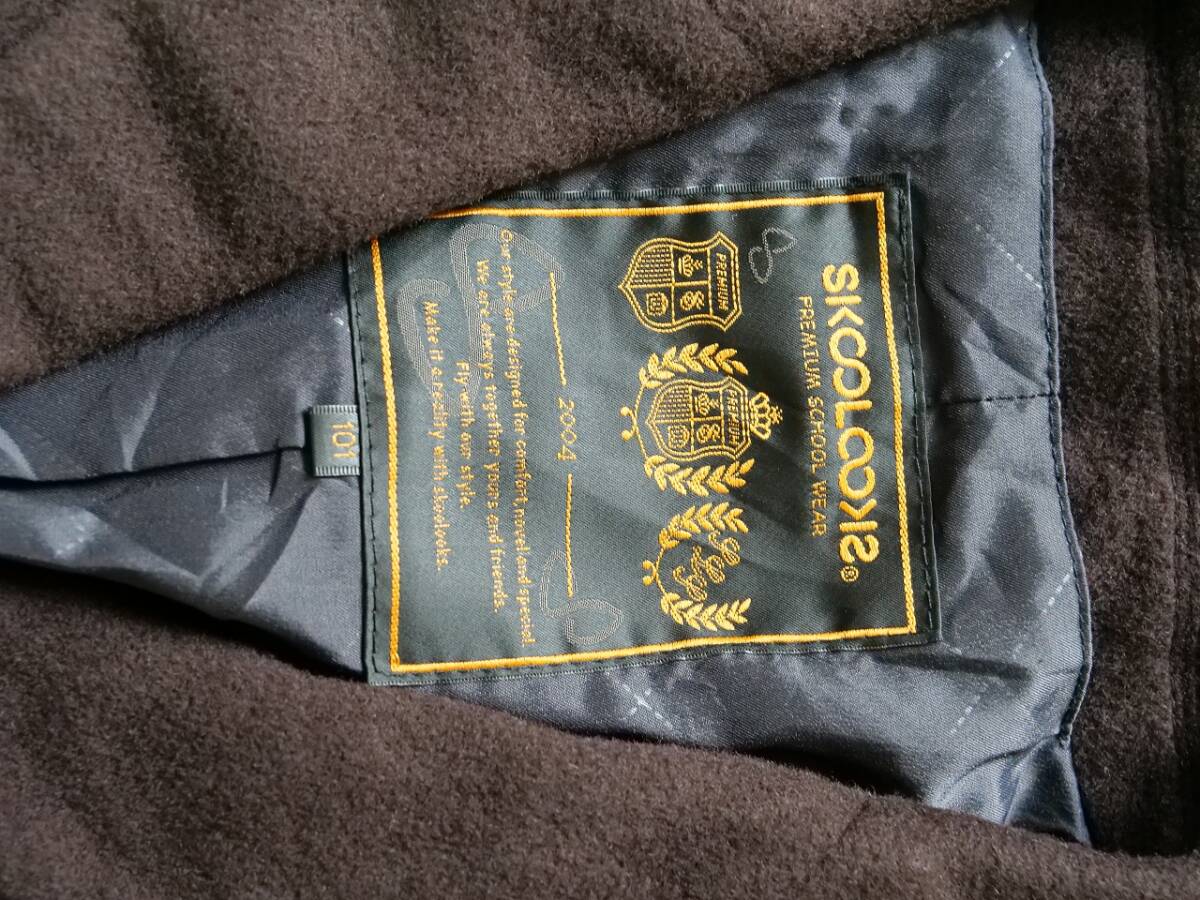 SKOOLOOKS®
PREMIUM SCHOOL WEAR
PREMIUM
PREMIUM
2004
Our style are designed for comfort, novel and special.
We are always together yours and friends.
Fly with our style.
Make it a reality with skoolooks.
101